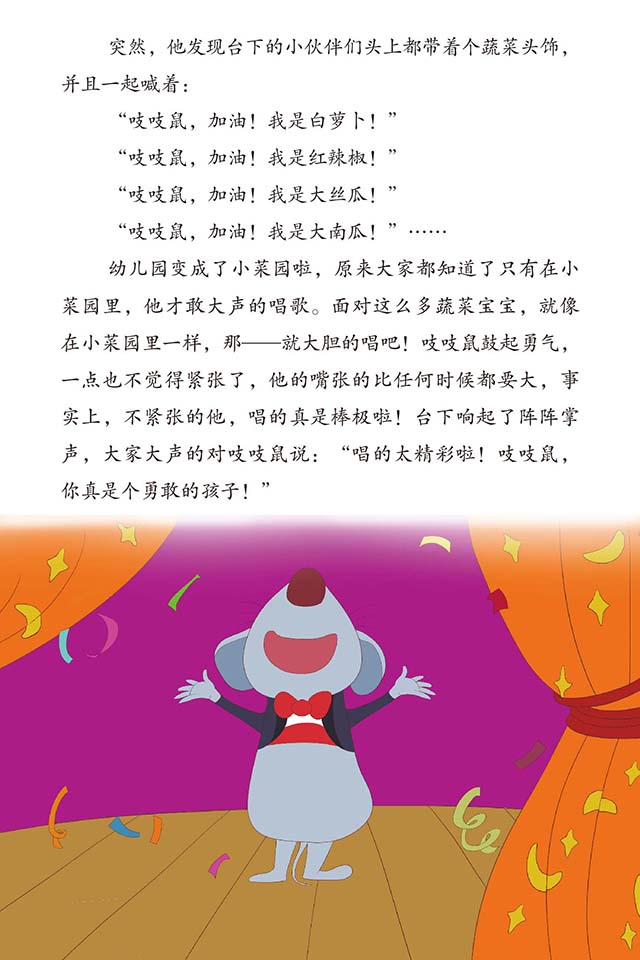 突然，他发现台下的小伙伴们头上都带着个蔬菜头饰，
并且一起喊着：
“吱吱鼠，加油！我是白萝卜！”
“吱吱鼠，加油！我是红辣椒！”
“吱吱鼠，加油！我是大丝瓜！”
“吱吱鼠，加油！我是大南瓜！”……
幼儿园变成了小菜园啦，原来大家都知道了只有在小
菜园里，他才敢大声的唱歌。面对这么多蔬菜宝宝，就像
在小菜园里一样，那——就大胆的唱吧！吱吱鼠鼓起勇气，
一点也不觉得紧张了，他的嘴张的比任何时候都要大，事
实上，不紧张的他，唱的真是棒极啦！台下响起了阵阵掌
声，大家大声的对吱吱鼠说：“唱的太精彩啦！吱吱鼠，
你真是个勇敢的孩子！”